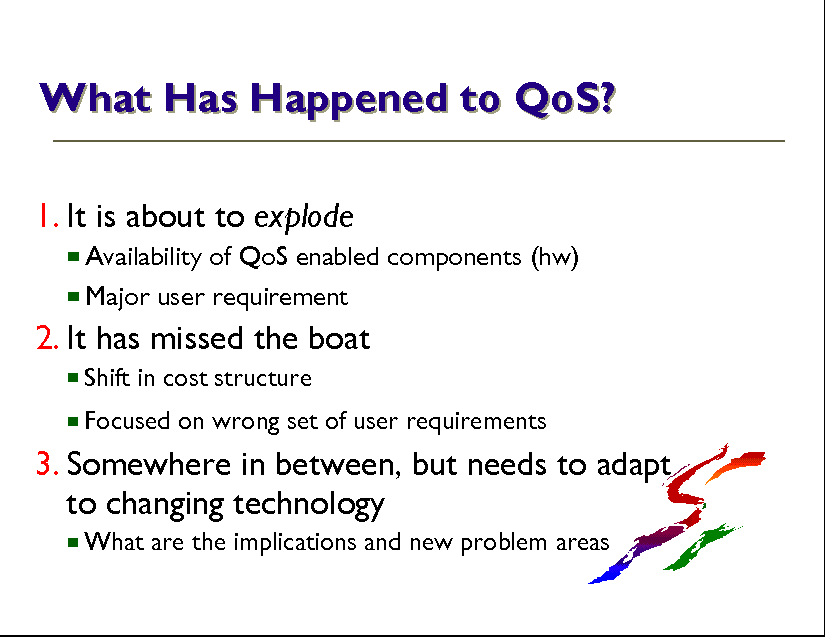 What Has Happened to QoS?
1. It is about to explode
Availability of QoS enabled components (hw)
Major user requirement
2. It has missed the boat
Shift in cost structure
Focused on wrong set of user requirements
3. Somewhere in between, but needs to adapt
to changing technology
What are the implications and new problem areas